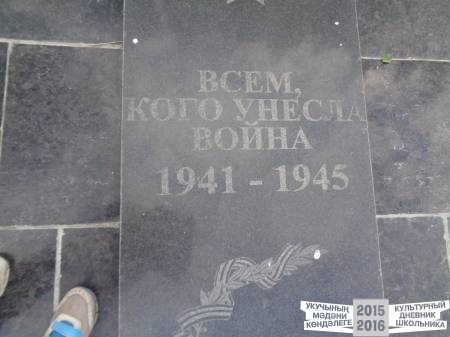 ВСЕМ,
КОГО УНЕСЛА
ВОЙНА
1941 - 1945
УКУЧЫНЫҢ
МӘДӘНИ
КӨНДӘЛЕГЕ
2015
2016
КУЛЬТУРНЫЙ
ДНЕВНИК
ШКОЛЬНИКА